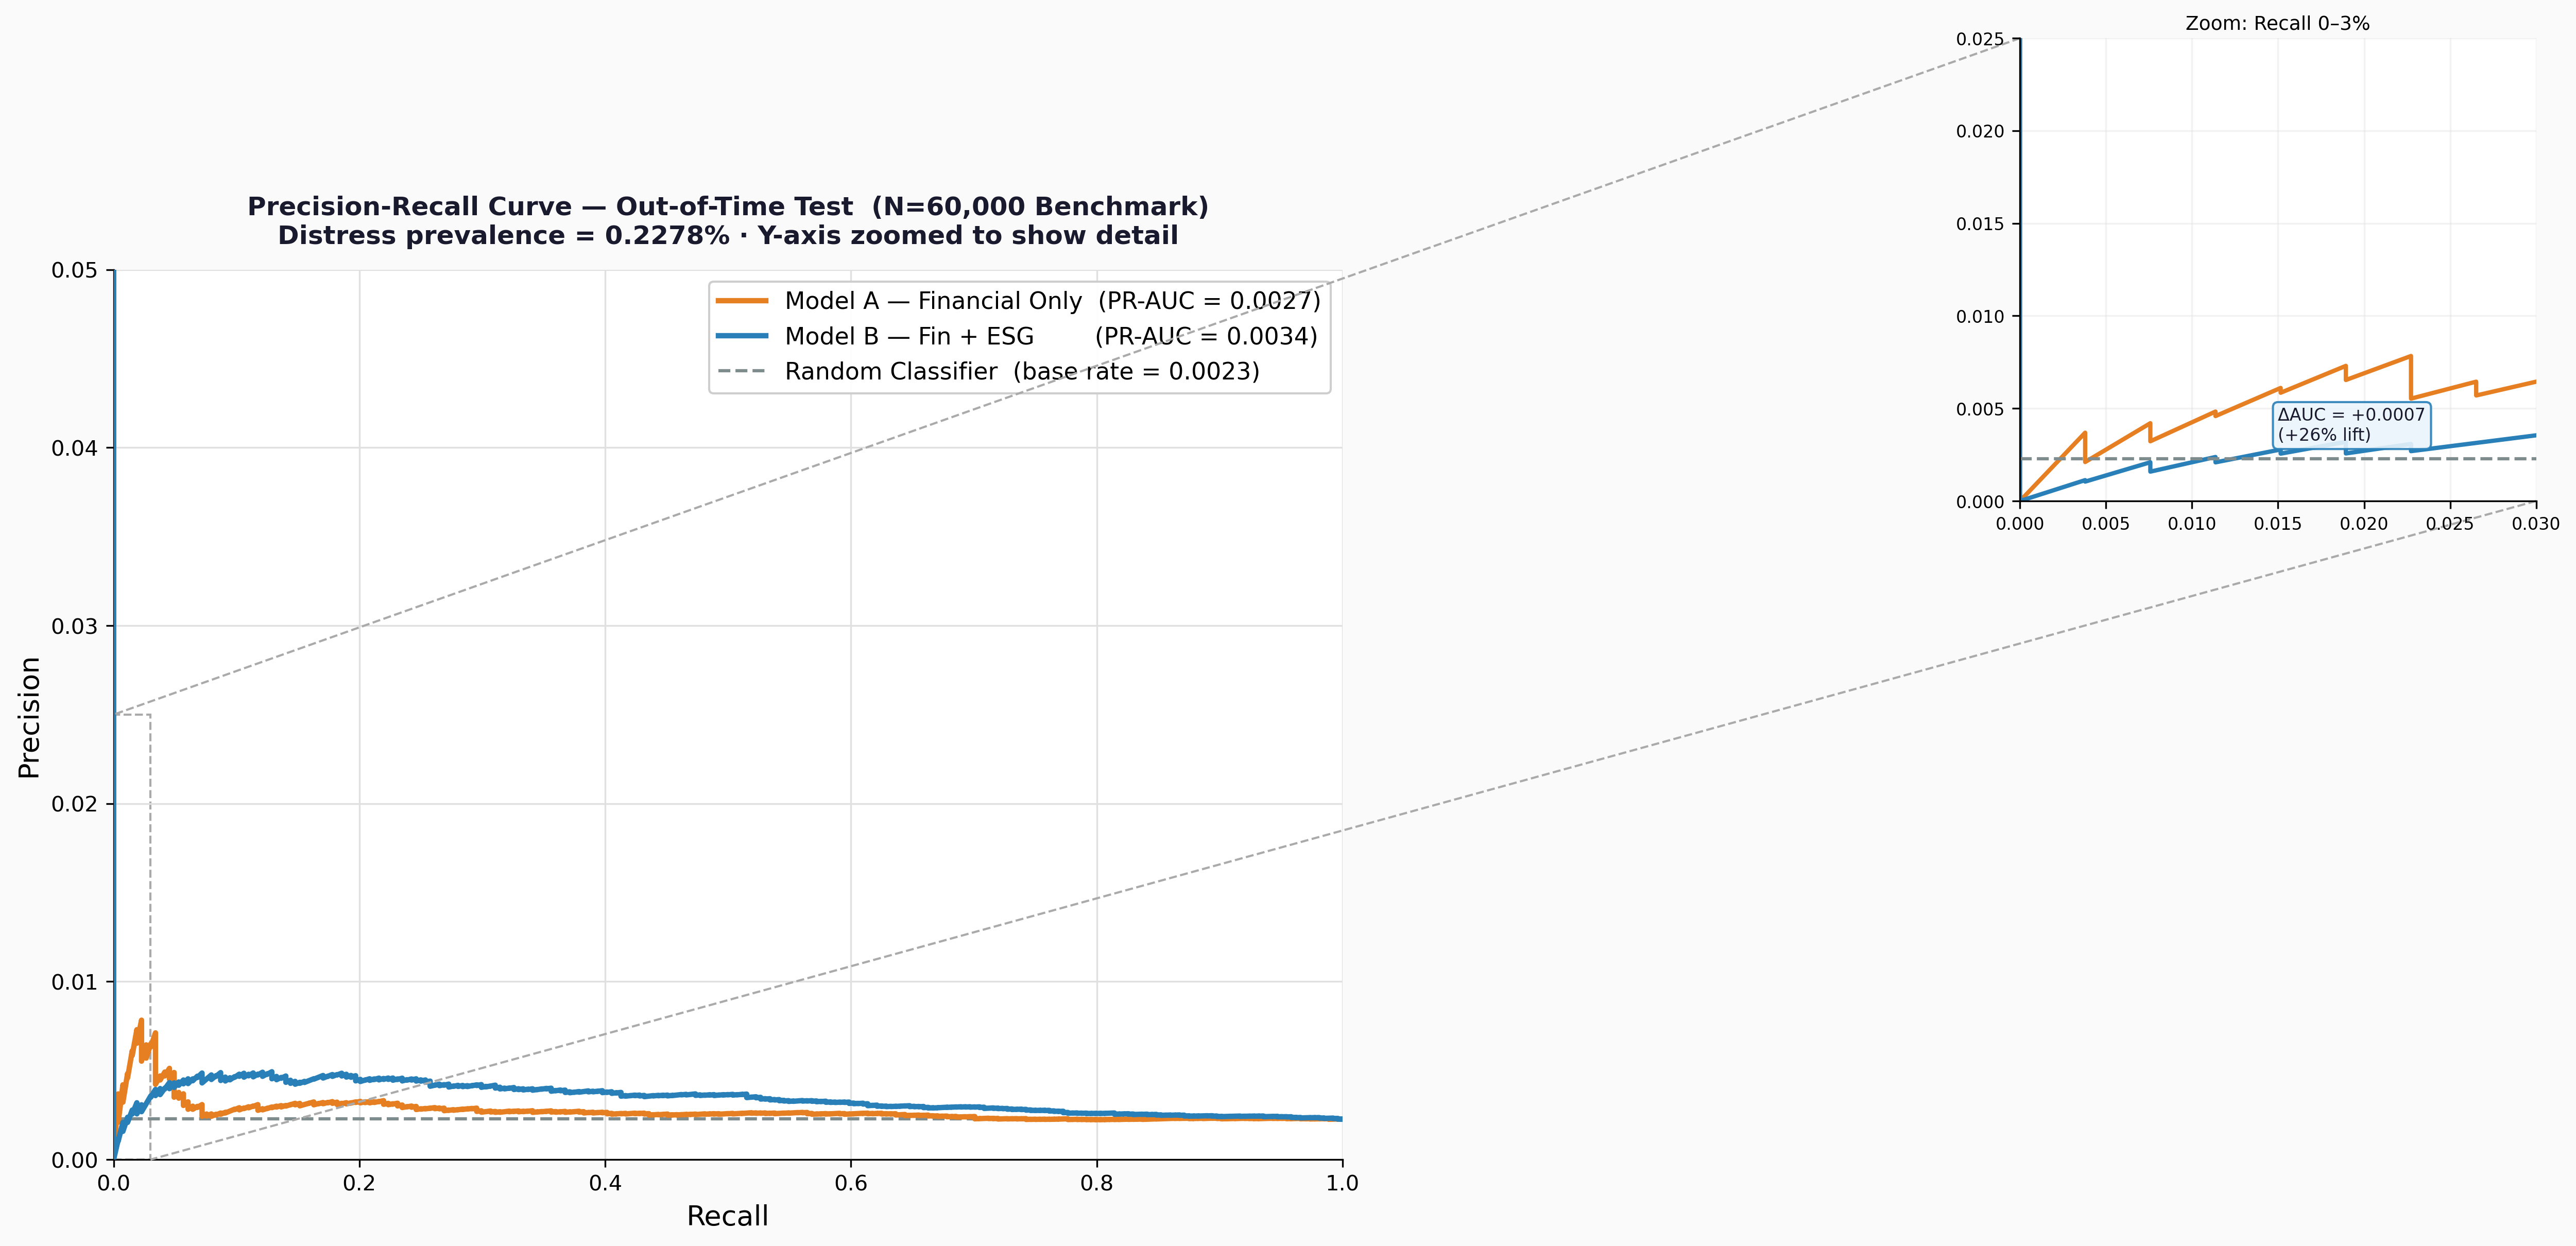 Zoom: Recall 0–3%
0.025
0.020
0.015
0.010
0.005
0.000
ΔAUC = +0.0007
(+26% lift)
0.000 0.005 0.010 0.015 0.020 0.025 0.030
Precision-Recall Curve — Out-of-Time Test (N=60,000 Benchmark)
Distress prevalence = 0.2278% · Y-axis zoomed to show detail
Model A — Financial Only (PR-AUC = 0.0027)
Model B — Fin + ESG (PR-AUC = 0.0034)
Random Classifier (base rate = 0.0023)
Precision
0.05
0.04
0.03
0.02
0.01
0.00
0.0 0.2 0.4 0.6 0.8 1.0
Recall